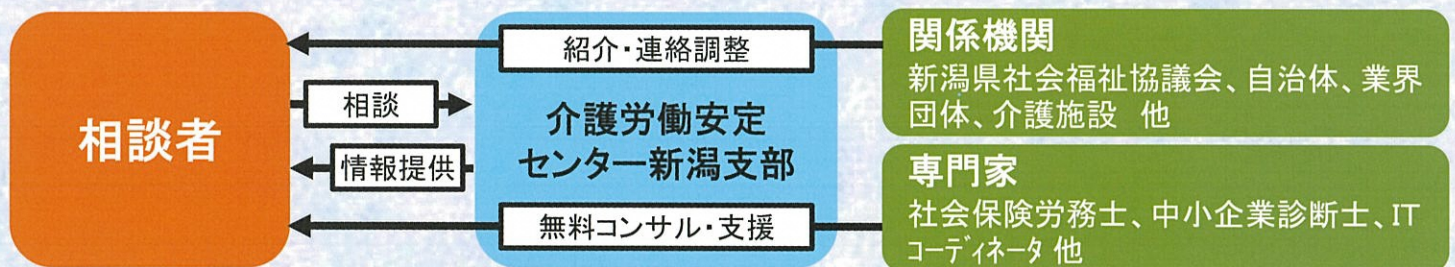 相談者
紹介・連絡調整
相談
情報提供
無料コンサル・支援
介護労働安定
センター新潟支部
関係機関
新潟県社会福祉協議会、自治体、業界
団体、介護施設 他
専門家
社会保険労務士、中小企業診断士、IT
コーディネータ 他